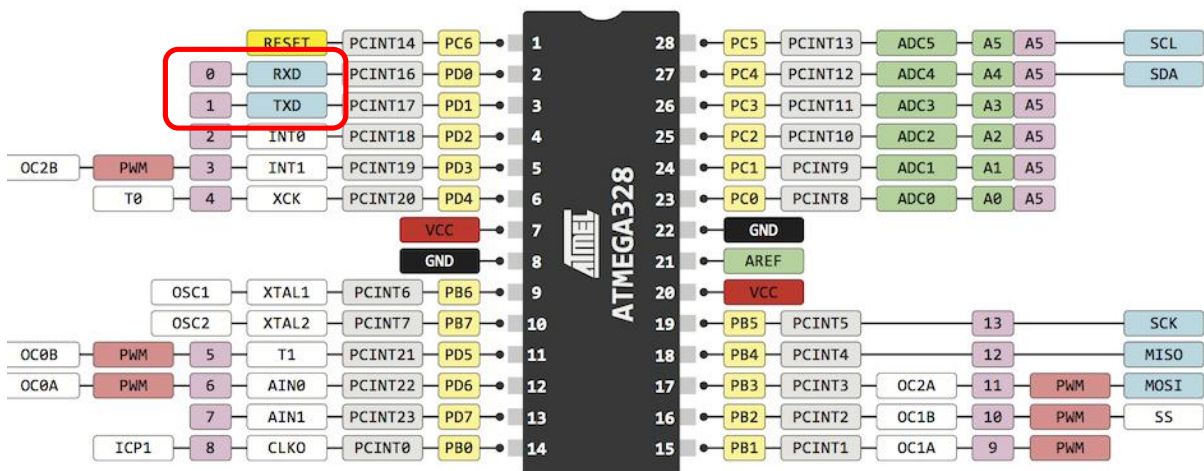 RESET PCINT14 PC6 1 28 PC5 PCINT13 ADC5 A5 A5 SCL
0 RXD PCINT16 PD0 2 27 PC4 PCINT12 ADC4 A4 A5 SDA
1 TXD PCINT17 PD1 3 26 PC3 PCINT11 ADC3 A3 A5
2 INT0 PCINT18 PD2 4 25 PC2 PCINT10 ADC2 A2 A5
OC2B PWM 3 INT1 PCINT19 PD3 5 24 PC1 PCINT9 ADC1 A1 A5
T0 4 XCK PCINT20 PD4 6 23 PC0 PCINT8 ADC0 A0 A5
VCC 7 22 GND
GND 8 21 AREF
OSC1 XTAL1 PCINT6 PB6 9 20 VCC
OSC2 XTAL2 PCINT7 PB7 10 19 PB5 PCINT5 13 SCK
OC0B PWM 5 T1 PCINT21 PD5 11 18 PB4 PCINT4 12 MISO
OC0A PWM 6 AIN0 PCINT22 PD6 12 17 PB3 PCINT3 OC2A 11 PWM MOSI
7 AIN1 PCINT23 PD7 13 16 PB2 PCINT2 OC1B 10 PWM SS
ICP1 8 CLKO PCINT0 PB0 14 15 PB1 PCINT1 OC1A 9 PWM
ATMEL
ATMEGA328